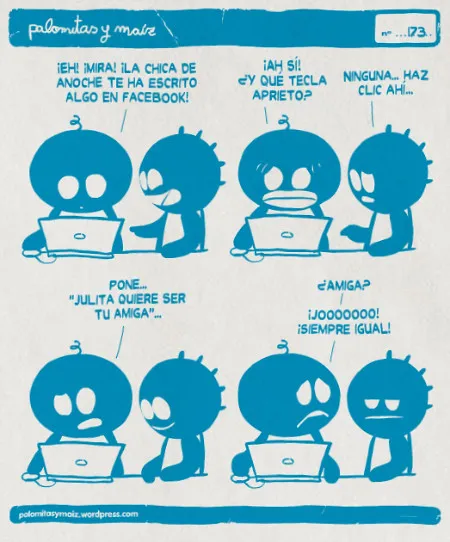 palomitas y maíz
nº ...173..
¡EH! ¡MIRA! ¡LA CHICA DE
ANOCHE TE HA ESCRITO
ALGO EN FACEBOOK!
¡AH SÍ!
¿Y QUÉ TECLA
APRIETO?
NINGUNA... HAZ
CLIC AHÍ...
PONE...
"JULITA QUIERE SER
TU AMIGA"...
¿AMIGA?
¡JOOOOOOO!
¡SIEMPRE IGUAL!
palomitasymaiz.wordpress.com